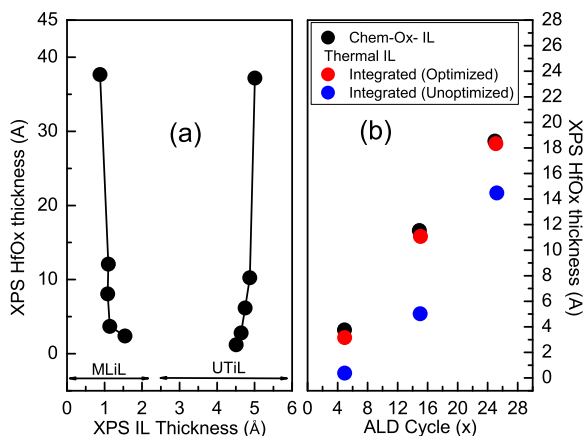 45
40
35
30
25
20
15
10
5
0
XPS HfOx thickness (A)
(a)
MLiL
UTiL
0 1 2 3 4 5 6
XPS IL Thickness (Å)
Chem-Ox- IL
Thermal IL
Integrated (Optimized)
Integrated (Unoptimized)
(b)
28
26
24
22
20
18
16
14
12
10
8
6
4
2
0
XPS HfOx thickness (A)
0 4 8 12 16 20 24 28
ALD Cycle (x)